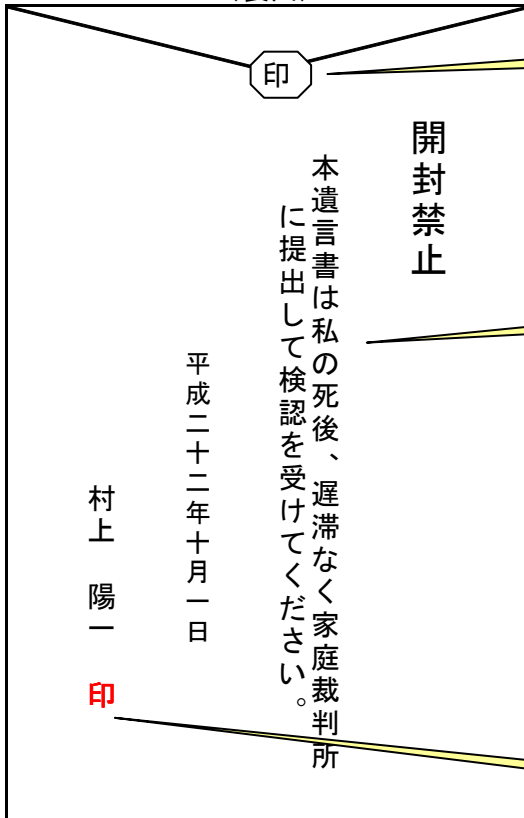 印
開封禁止
本遺言書は私の死後、遅滞なく家庭裁判所
に提出して検認を受けてください。
平成二十二年十月一日
村上　陽一　印